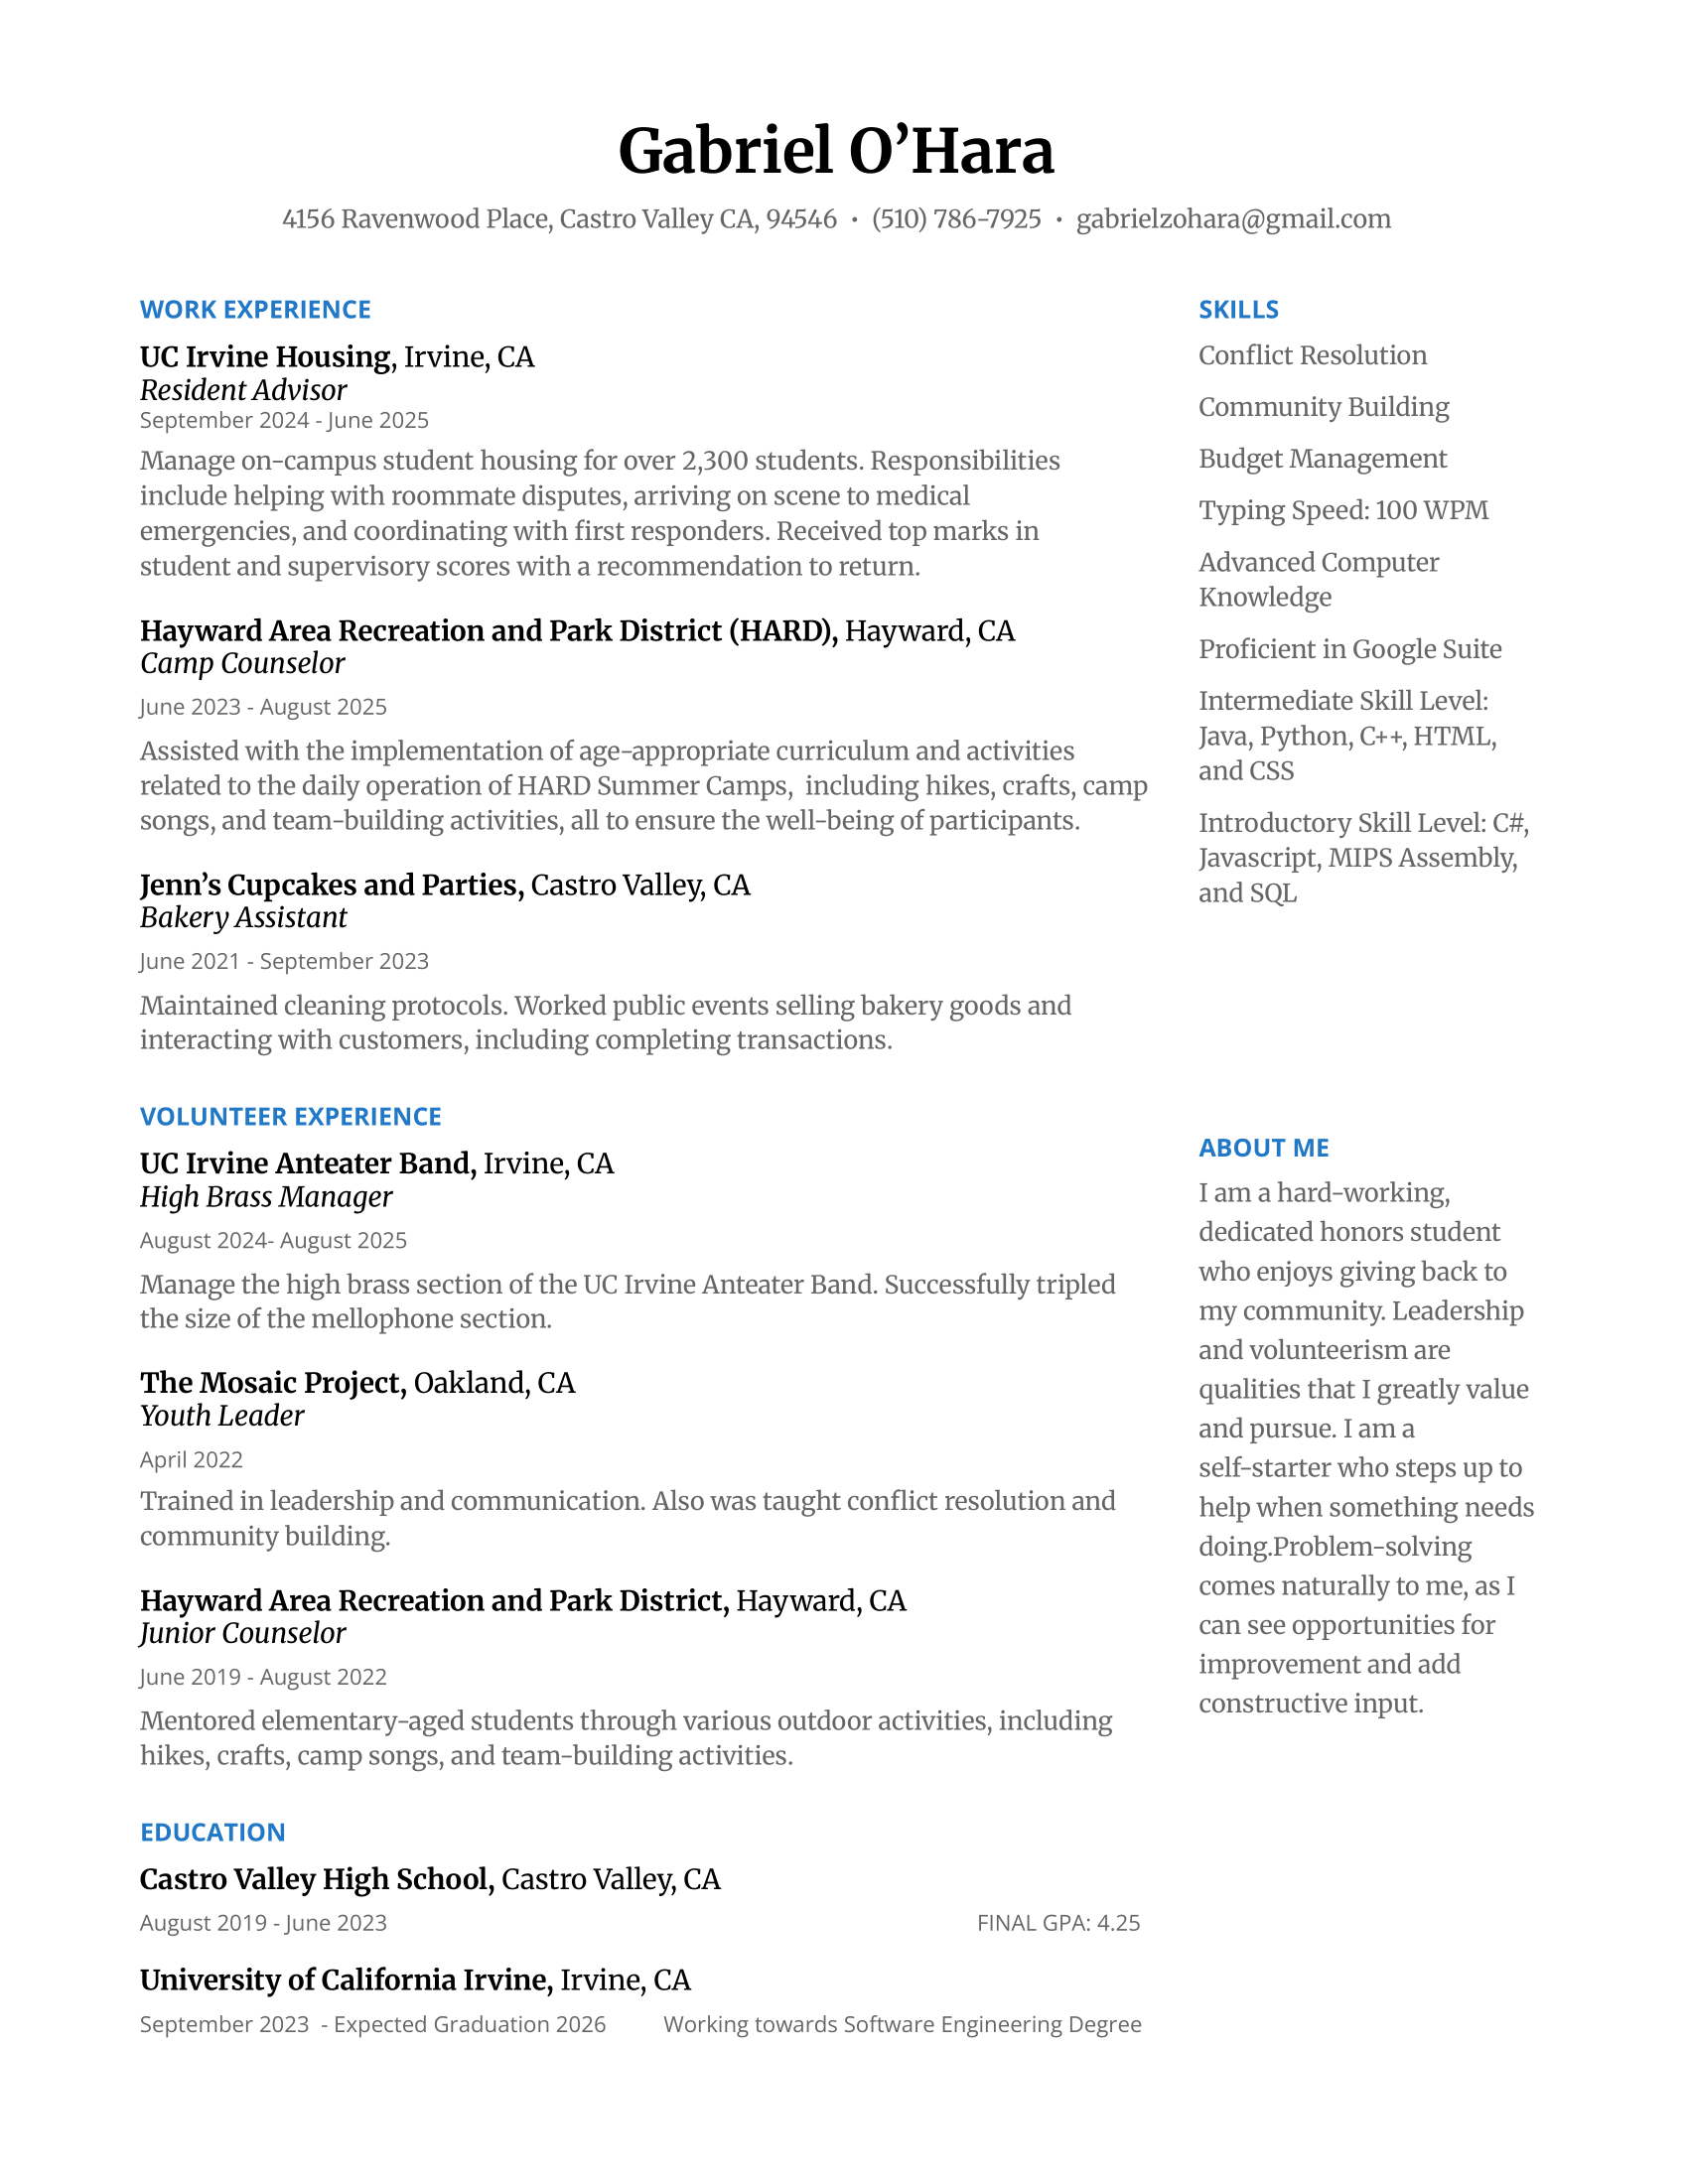 Gabriel O’Hara
4156 Ravenwood Place, Castro Valley CA, 94546 • (510) 786-7925 • gabrielzohara@gmail.com
WORK EXPERIENCE
UC Irvine Housing, Irvine, CA
Resident Advisor
September 2024 - June 2025
Manage on-campus student housing for over 2,300 students. Responsibilities
include helping with roommate disputes, arriving on scene to medical
emergencies, and coordinating with first responders. Received top marks in
student and supervisory scores with a recommendation to return.
Hayward Area Recreation and Park District (HARD), Hayward, CA
Camp Counselor
June 2023 - August 2025
Assisted with the implementation of age-appropriate curriculum and activities
related to the daily operation of HARD Summer Camps,  including hikes, crafts, camp
songs, and team-building activities, all to ensure the well-being of participants.
Jenn’s Cupcakes and Parties, Castro Valley, CA
Bakery Assistant
June 2021 - September 2023
Maintained cleaning protocols. Worked public events selling bakery goods and
interacting with customers, including completing transactions.
VOLUNTEER EXPERIENCE
UC Irvine Anteater Band, Irvine, CA
High Brass Manager
August 2024- August 2025
Manage the high brass section of the UC Irvine Anteater Band. Successfully tripled
the size of the mellophone section.
The Mosaic Project, Oakland, CA
Youth Leader
April 2022
Trained in leadership and communication. Also was taught conflict resolution and
community building.
Hayward Area Recreation and Park District, Hayward, CA
Junior Counselor
June 2019 - August 2022
Mentored elementary-aged students through various outdoor activities, including
hikes, crafts, camp songs, and team-building activities.
EDUCATION
Castro Valley High School, Castro Valley, CA
August 2019 - June 2023 FINAL GPA: 4.25
University of California Irvine, Irvine, CA
September 2023  - Expected Graduation 2026 Working towards Software Engineering Degree
SKILLS
Conflict Resolution
Community Building
Budget Management
Typing Speed: 100 WPM
Advanced Computer
Knowledge
Proficient in Google Suite
Intermediate Skill Level:
Java, Python, C++, HTML,
and CSS
Introductory Skill Level: C#,
Javascript, MIPS Assembly,
and SQL
ABOUT ME
I am a hard-working,
dedicated honors student
who enjoys giving back to
my community. Leadership
and volunteerism are
qualities that I greatly value
and pursue. I am a
self-starter who steps up to
help when something needs
doing.Problem-solving
comes naturally to me, as I
can see opportunities for
improvement and add
constructive input.